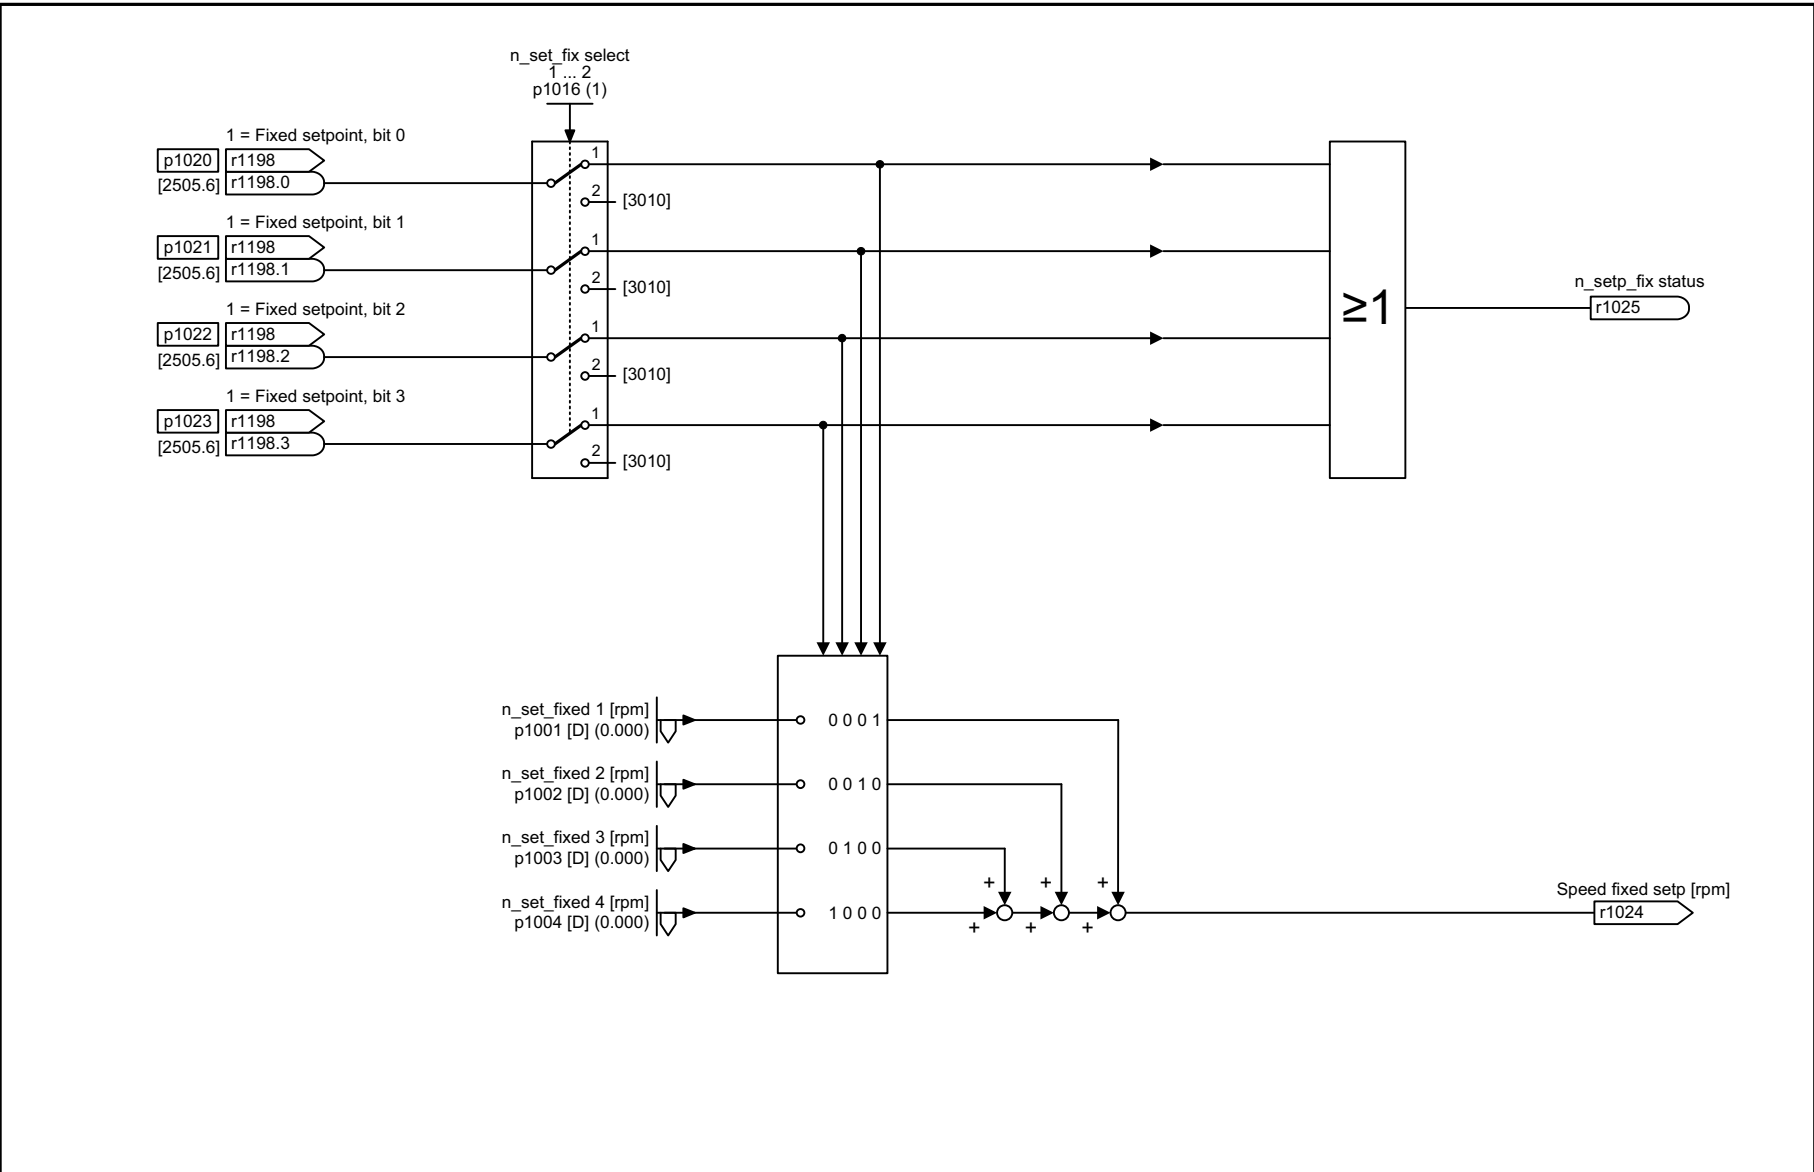 n_set_fix select
1 ... 2
p1016 (1)
1 = Fixed setpoint, bit 0
p1020 r1198
[2505.6] r1198.0
1
2 [3010]
1 = Fixed setpoint, bit 1
p1021 r1198
[2505.6] r1198.1
1
2 [3010]
1 = Fixed setpoint, bit 2
p1022 r1198
[2505.6] r1198.2
1
2 [3010]
1 = Fixed setpoint, bit 3
p1023 r1198
[2505.6] r1198.3
1
2 [3010]
≥1
n_setp_fix status
r1025
n_set_fixed 1 [rpm]
p1001 [D] (0.000)
0 0 0 1
n_set_fixed 2 [rpm]
p1002 [D] (0.000)
0 0 1 0
n_set_fixed 3 [rpm]
p1003 [D] (0.000)
0 1 0 0
n_set_fixed 4 [rpm]
p1004 [D] (0.000)
1 0 0 0
+ + +
+ + +
Speed fixed setp [rpm]
r1024